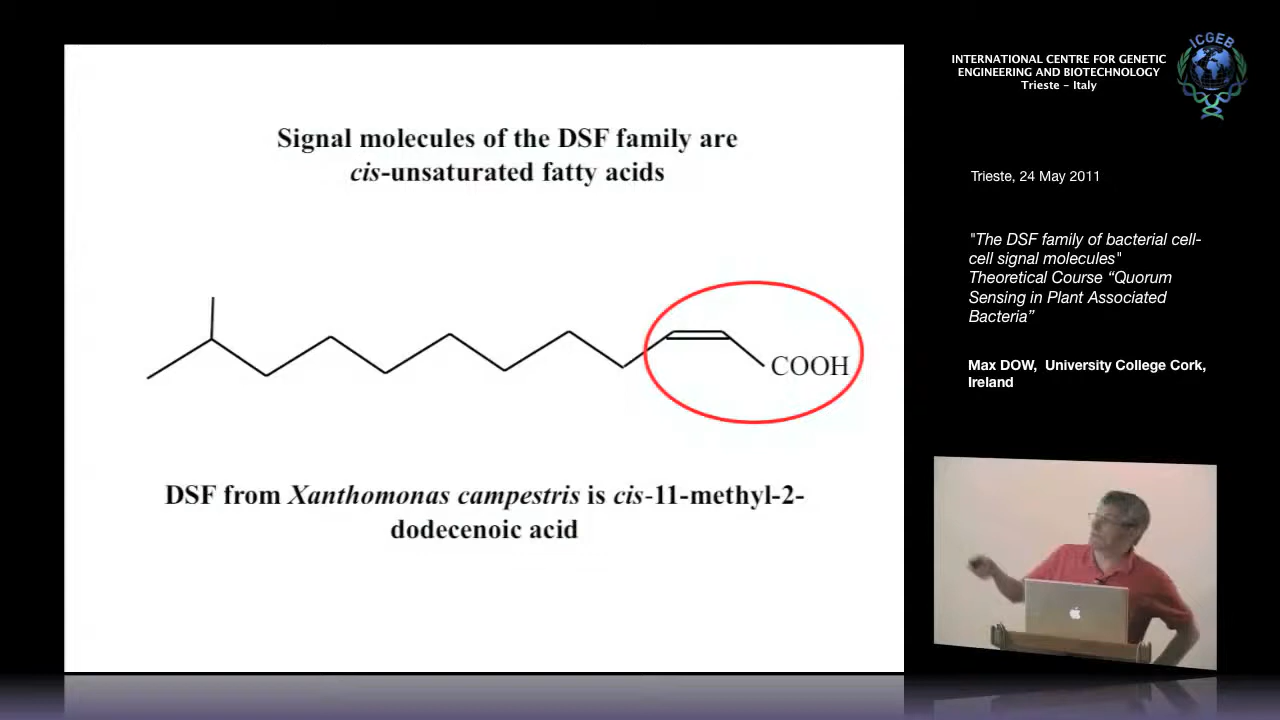 Signal molecules of the DSF family are
cis-unsaturated fatty acids
COOH
DSF from Xanthomonas campestris is cis-11-methyl-2-
dodecenoic acid
INTERNATIONAL CENTRE FOR GENETIC
ENGINEERING AND BIOTECHNOLOGY
Trieste - Italy
ICGEB
Trieste, 24 May 2011
"The DSF family of bacterial cell-
cell signal molecules"
Theoretical Course “Quorum
Sensing in Plant Associated
Bacteria”
Max DOW, University College Cork,
Ireland